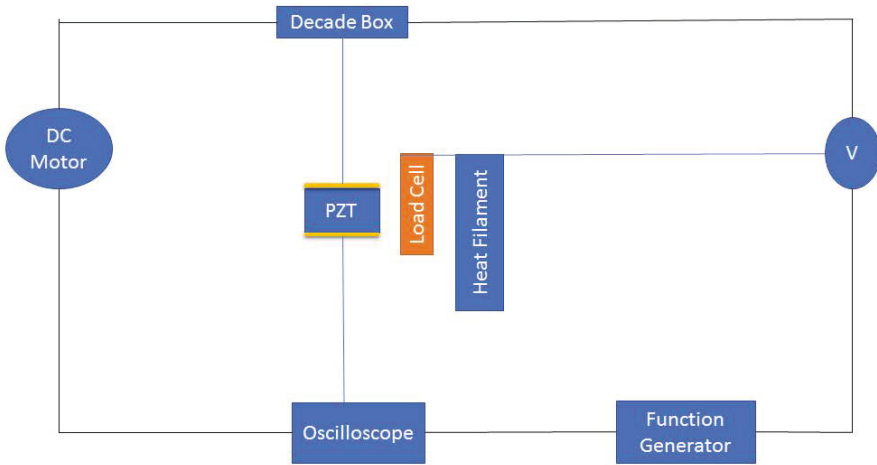 Decade Box
DC
Motor
V
PZT
Load Cell
Heat Filament
Oscilloscope
Function
Generator